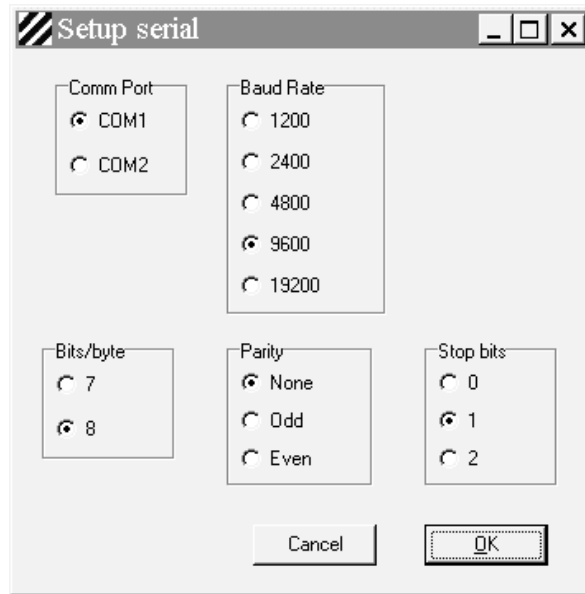 Setup serial
Comm Port
COM1
COM2
Baud Rate
1200
2400
4800
9600
19200
Bits/byte
7
8
Parity
None
Odd
Even
Stop bits
0
1
2
Cancel
OK